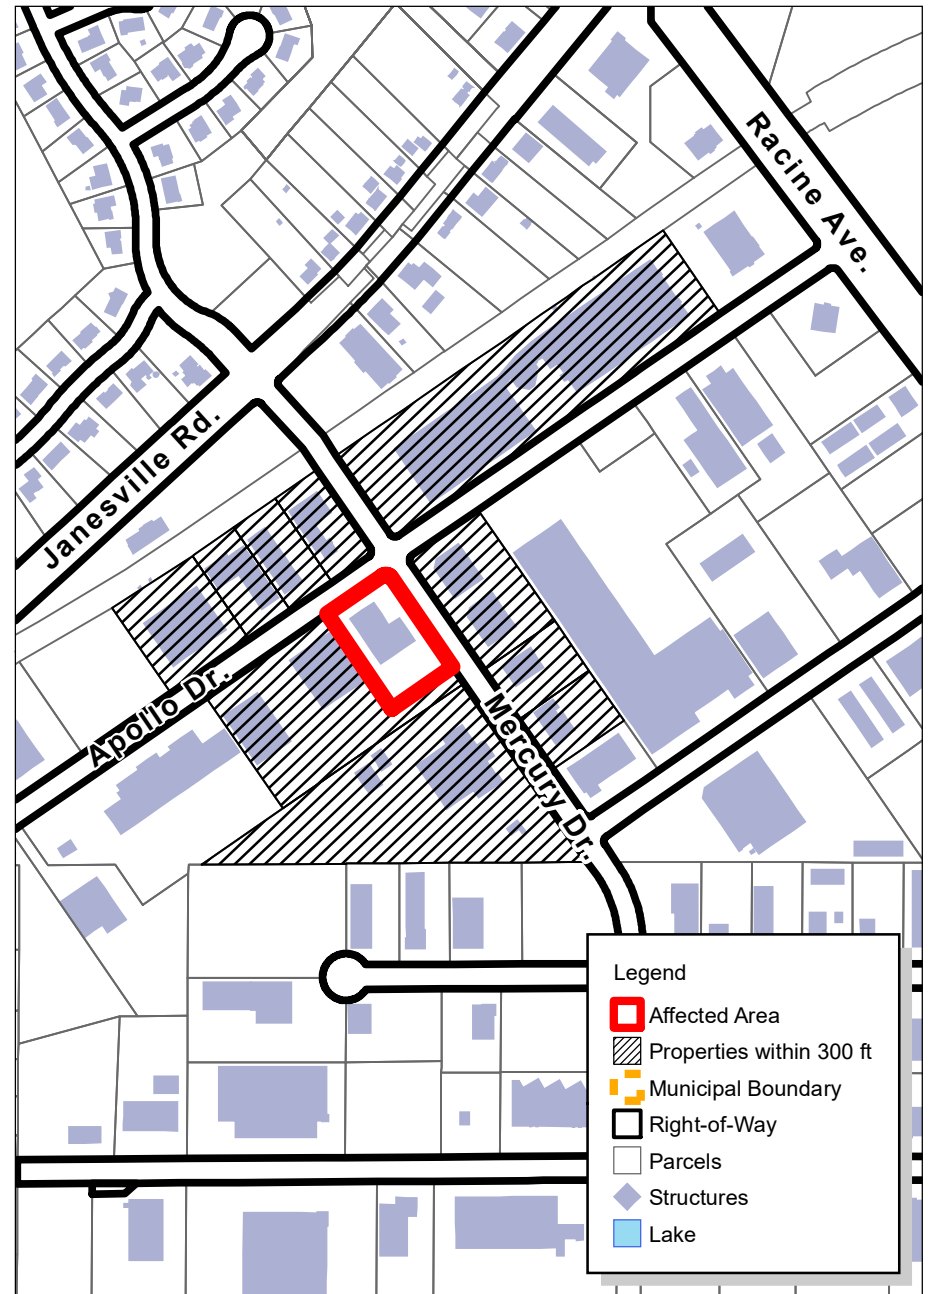 Racine Ave.
Janesville Rd.
Apollo Dr.
Mercury Dr.
Legend
Affected Area
Properties within 300 ft
Municipal Boundary
Right-of-Way
Parcels
Structures
Lake